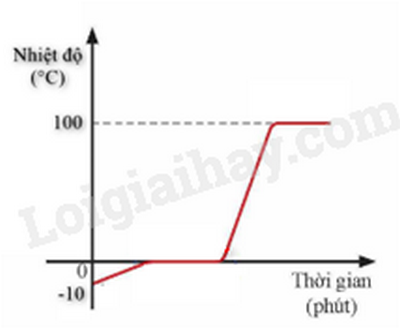 Nhiệt độ
(°C)
100
0
-10
Thời gian
(phút)
Loigiaihay.com